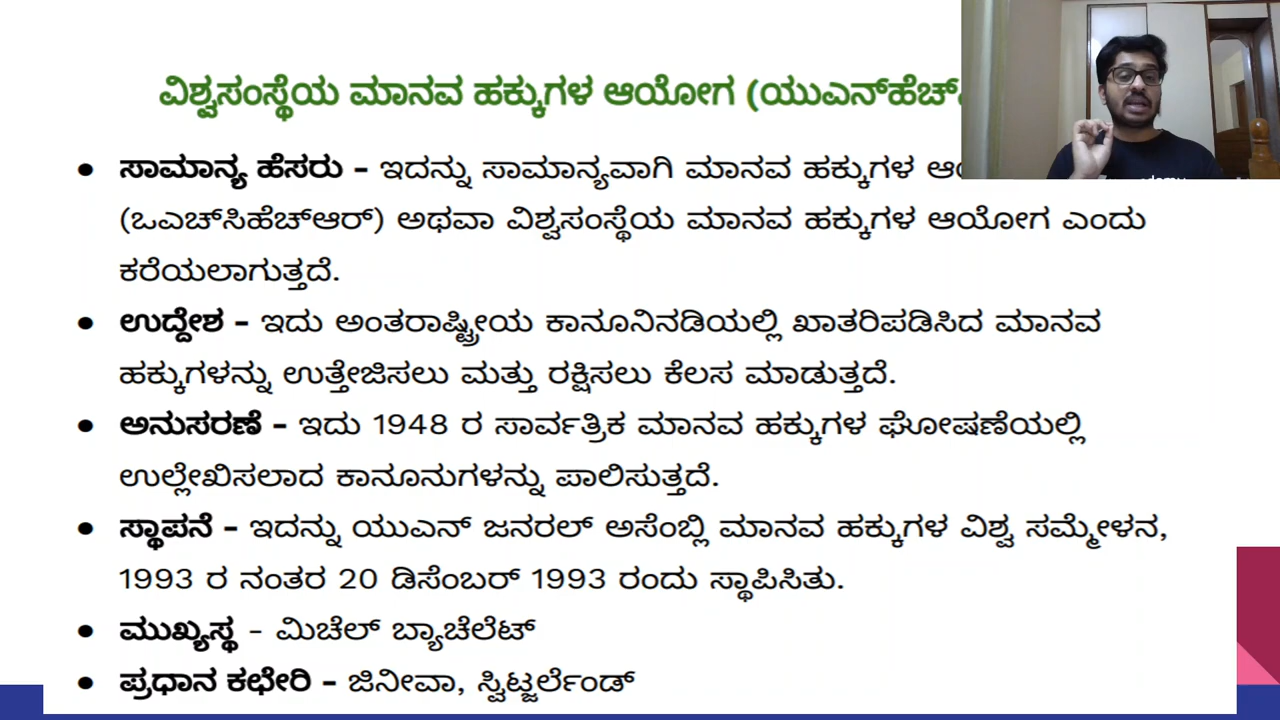 ವಿಶ್ವಸಂಸ್ಥೆಯ ಮಾನವ ಹಕ್ಕುಗಳ ಆಯೋಗ
ಸಾಮಾನ್ಯ ಹೆಸರು - ಇದನ್ನು ಸಾಮಾನ್ಯವಾಗಿ ಮಾನವ ಹಕ್ಕುಗಳ
(ಒಎಚ್‌ಸಿಹೆಚ್‌ಆರ್) ಅಥವಾ ವಿಶ್ವಸಂಸ್ಥೆಯ ಮಾನವ ಹಕ್ಕುಗಳ ಆಯೋಗ ಎಂದು
ಕರೆಯಲಾಗುತ್ತದೆ.
ಉದ್ದೇಶ - ಇದು ಅಂತರಾಷ್ಟ್ರೀಯ ಕಾನೂನಿನಡಿಯಲ್ಲಿ ಖಾತರಿಪಡಿಸಿದ ಮಾನವ
ಹಕ್ಕುಗಳನ್ನು ಉತ್ತೇಜಿಸಲು ಮತ್ತು ರಕ್ಷಿಸಲು ಕೆಲಸ ಮಾಡುತ್ತದೆ.
ಅನುಸರಣೆ - ಇದು 1948 ರ ಸಾರ್ವತ್ರಿಕ ಮಾನವ ಹಕ್ಕುಗಳ ಘೋಷಣೆಯಲ್ಲಿ
ಉಲ್ಲೇಖಿಸಲಾದ ಕಾನೂನುಗಳನ್ನು ಪಾಲಿಸುತ್ತದೆ.
ಸ್ಥಾಪನೆ - ಇದನ್ನು ಯುಎನ್ ಜನರಲ್ ಅಸೆಂಬ್ಲಿ ಮಾನವ ಹಕ್ಕುಗಳ ವಿಶ್ವ ಸಮ್ಮೇಳನ,
1993 ರ ನಂತರ 20 ಡಿಸೆಂಬರ್ 1993 ರಂದು ಸ್ಥಾಪಿಸಿತು.
ಮುಖ್ಯಸ್ಥ - ಮಿಚೆಲ್ ಬ್ಯಾಚೆಲೆಟ್
ಪ್ರಧಾನ ಕಛೇರಿ - ಜಿನೀವಾ, ಸ್ವಿಟ್ಜರ್ಲೆಂಡ್